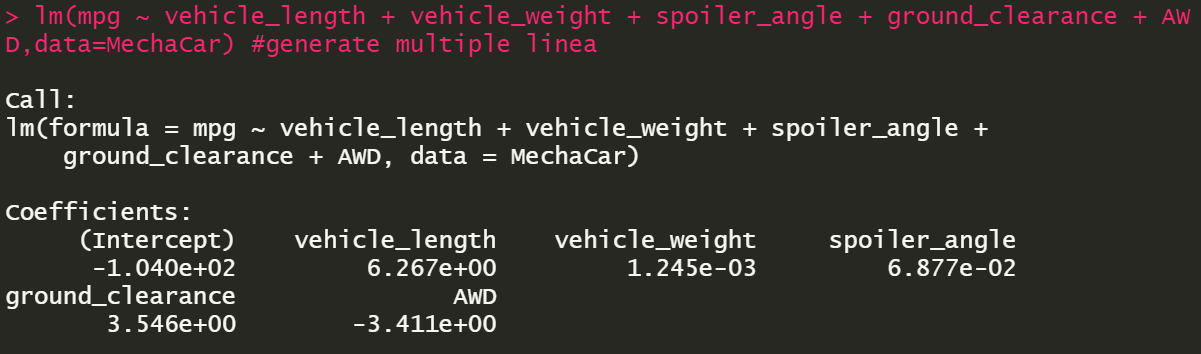 > lm(mpg ~ vehicle_length + vehicle_weight + spoiler_angle + ground_clearance + AW
D,data=MechaCar) #generate multiple linea
Call:
lm(formula = mpg ~ vehicle_length + vehicle_weight + spoiler_angle +
    ground_clearance + AWD, data = MechaCar)
Coefficients:
     (Intercept)    vehicle_length    vehicle_weight     spoiler_angle
      -1.040e+02         6.267e+00         1.245e-03         6.877e-02
ground_clearance               AWD
       3.546e+00        -3.411e+00